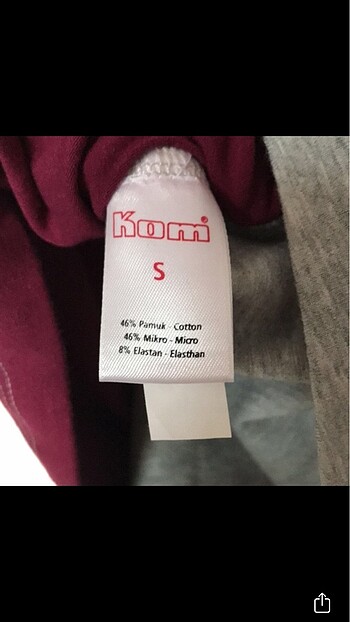 Kom
S
46% Pamuk - Cotton
46% Mikro - Micro
8% Elastan - Elasthan